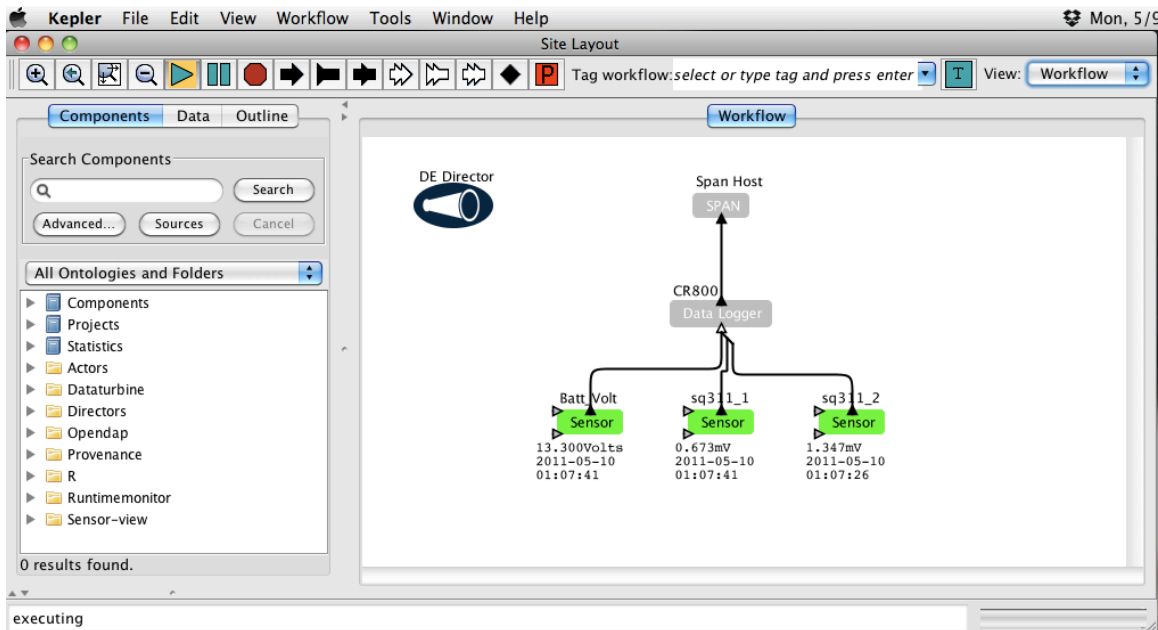 Kepler File Edit View Workflow Tools Window Help Mon, 5/9
Site Layout
P Tag workflow: select or type tag and press enter T View: Workflow
Components Data Outline
Workflow
Search Components
Search
Advanced... Sources Cancel
All Ontologies and Folders
Components
Projects
Statistics
Actors
Dataturbine
Directors
Opendap
Provenance
R
Runtimemonitor
Sensor-view
0 results found.
DE Director
Span Host
SPAN
CR800
Data Logger
Batt_Volt sq311_1 sq311_2
Sensor Sensor Sensor
13.300Volts 0.673mV 1.347mV
2011-05-10 2011-05-10 2011-05-10
01:07:41 01:07:41 01:07:26
executing